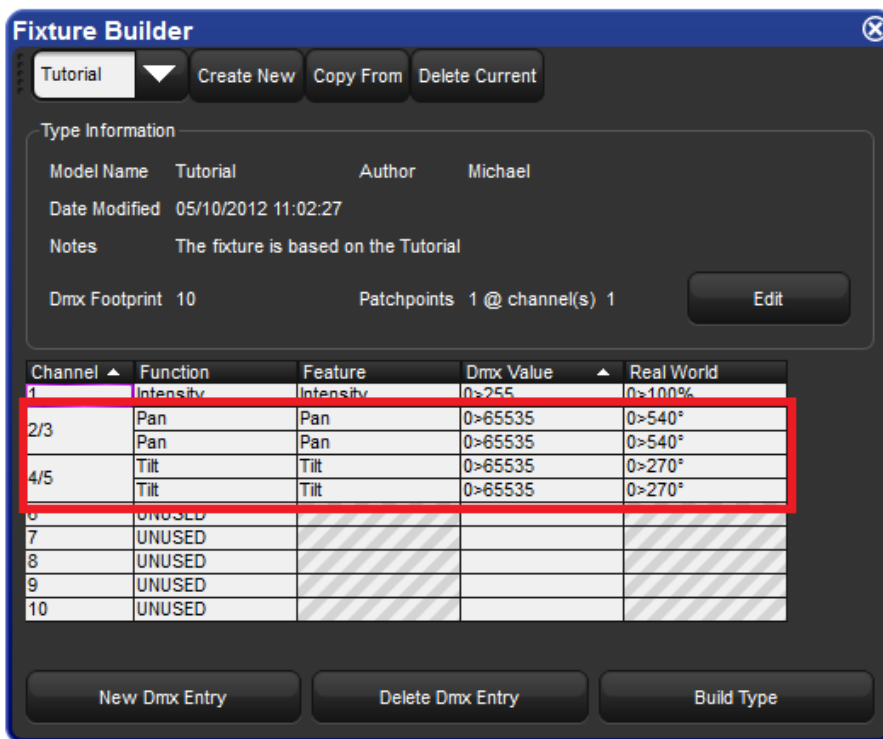 Fixture Builder
Tutorial Create New Copy From Delete Current
Type Information
Model Name Tutorial Author Michael
Date Modified 05/10/2012 11:02:27
Notes The fixture is based on the Tutorial
Dmx Footprint 10 Patchpoints 1 @ channel(s) 1 Edit
Channel Function Feature Dmx Value Real World
1 Intensity Intensity 0>255 0>100%
2/3 Pan Pan 0>65535 0>540°
Pan Pan 0>65535 0>540°
4/5 Tilt Tilt 0>65535 0>270°
Tilt Tilt 0>65535 0>270°
6 UNUSED
7 UNUSED
8 UNUSED
9 UNUSED
10 UNUSED
New Dmx Entry Delete Dmx Entry Build Type